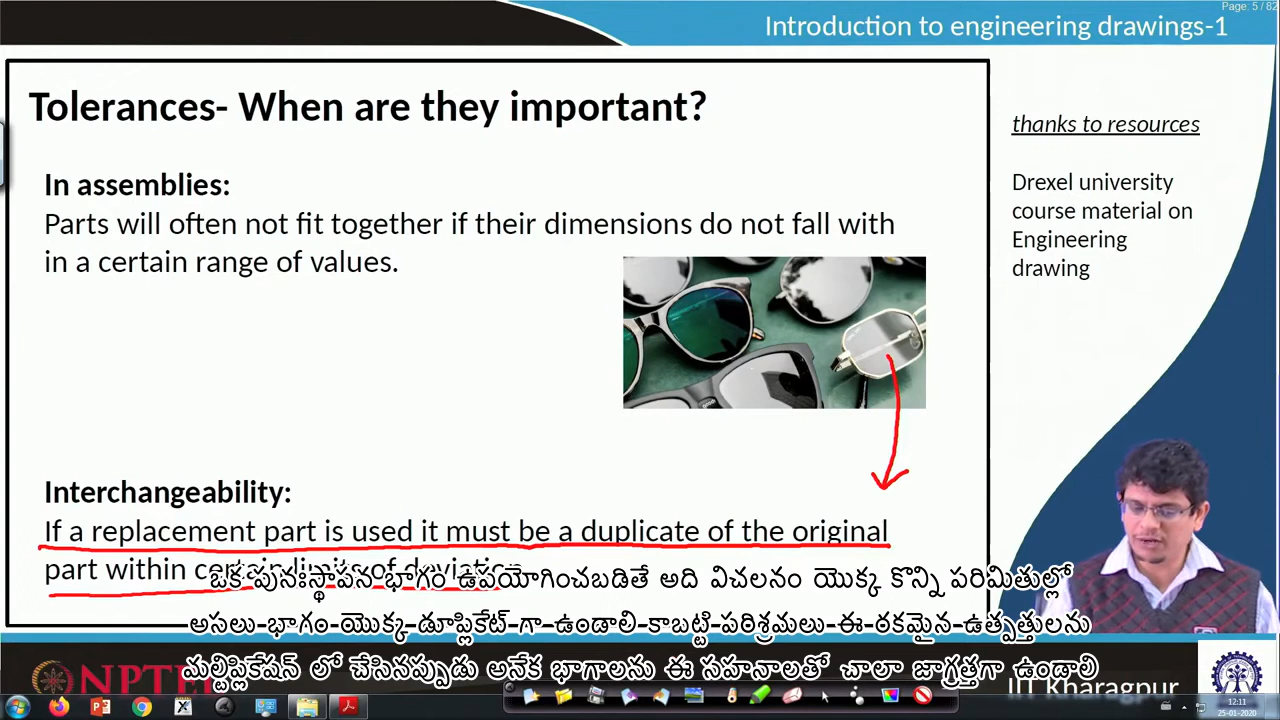 Page: 5 / 82
Introduction to engineering drawings-1
Tolerances- When are they important?
In assemblies:
Parts will often not fit together if their dimensions do not fall with
in a certain range of values.
thanks to resources
Drexel university
course material on
Engineering
drawing
Interchangeability:
If a replacement part is used it must be a duplicate of the original
part within certain limits of deviation
ఒక పునఃస్థాపన భాగం ఉపయోగించబడితే అది విచలనం యొక్క కొన్ని పరిమితుల్లో
అసలు-భాగం-యొక్క-డూప్లికేట్-గా-ఉండాలి-కాబట్టి-పరిశ్రమలు-ఈ-రకమైన-ఉత్పత్తులను
మల్టిప్లికేషన్ లో చేసినప్పుడు అనేక భాగాలను ఈ సహనాలతో చాలా జాగ్రత్తగా ఉండాలి
NPTEL
IIT Kharagpur
12:11
25-01-2020